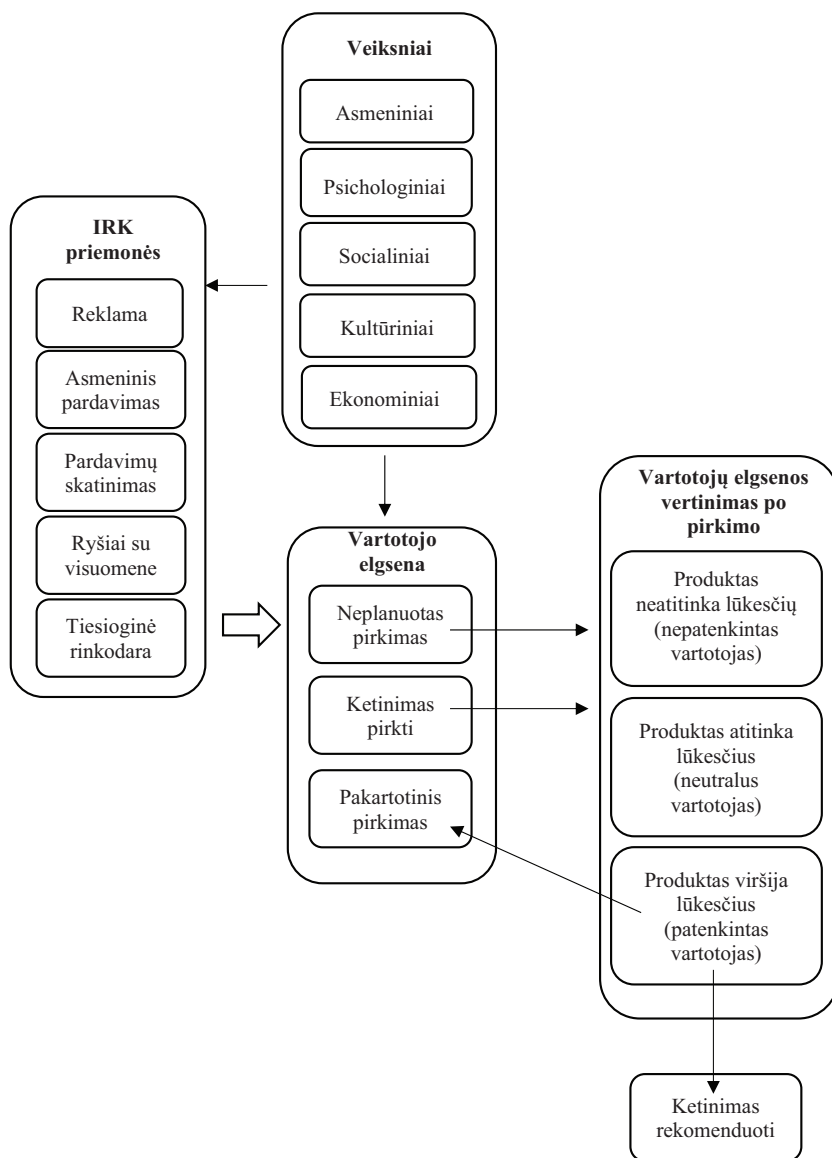 Veiksniai
Asmeniniai
Psichologiniai
Socialiniai
Kultūriniai
Ekonominiai
IRK
priemonės
Reklama
Asmeninis
pardavimas
Pardavimų
skatinimas
Ryšiai su
visuomene
Tiesioginė
rinkodara
Vartotojo
elgsena
Neplanuotas
pirkimas
Ketinimas
pirkti
Pakartotinis
pirkimas
Vartotojų elgsenos
vertinimas po
pirkimo
Produktas
neatitinka lūkesčių
(nepatenkintas
vartotojas)
Produktas atitinka
lūkesčius
(neutralus
vartotojas)
Produktas viršija
lūkesčius
(patenkintas
vartotojas)
Ketinimas
rekomenduoti